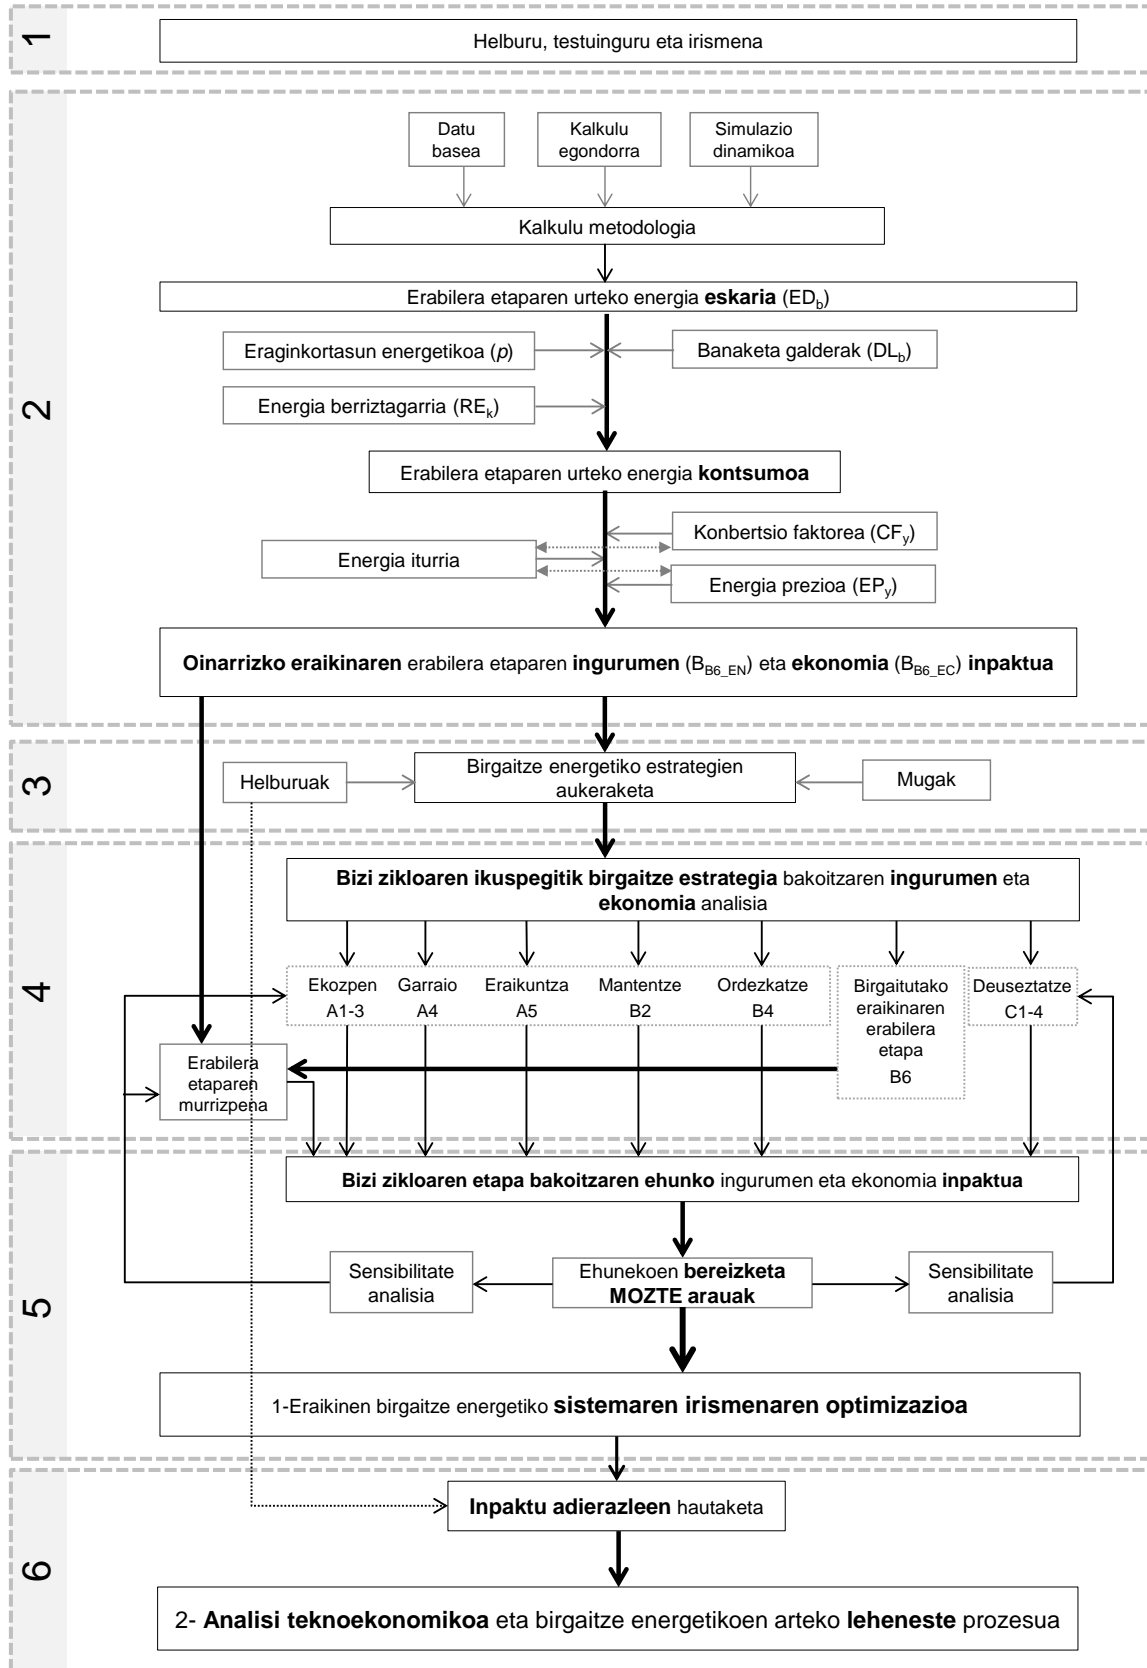 1
Helburu, testuinguru eta irismena
2
Datu
basea
Kalkulu
egondorra
Simulazio
dinamikoa
Kalkulu metodologia
Erabilera etaparen urteko energia eskaria (EDb)
Eraginkortasun energetikoa (p)
Banaketa galderak (DLb)
Energia berriztagarria (REk)
Erabilera etaparen urteko energia kontsumoa
Konbertsio faktorea (CFy)
Energia iturria
Energia prezioa (EPy)
Oinarrizko eraikinaren erabilera etaparen ingurumen (BB6_EN) eta ekonomia (BB6_EC) inpaktua
3
Helburuak
Birgaitze energetiko estrategien
aukeraketa
Mugak
4
Bizi zikloaren ikuspegitik birgaitze estrategia bakoitzaren ingurumen eta
ekonomia analisia
Ekozpen
A1-3
Garraio
A4
Eraikuntza
A5
Mantentze
B2
Ordezkatze
B4
Birgaitutako
eraikinaren
erabilera
etapa
B6
Deuseztatze
C1-4
Erabilera
etaparen
murrizpena
5
Bizi zikloaren etapa bakoitzaren ehunko ingurumen eta ekonomia inpaktua
Sensibilitate
analisia
Ehunekoen bereizketa
MOZTE arauak
Sensibilitate
analisia
1-Eraikinen birgaitze energetiko sistemaren irismenaren optimizazioa
6
Inpaktu adierazleen hautaketa
2- Analisi teknoekonomikoa eta birgaitze energetikoen arteko leheneste prozesua